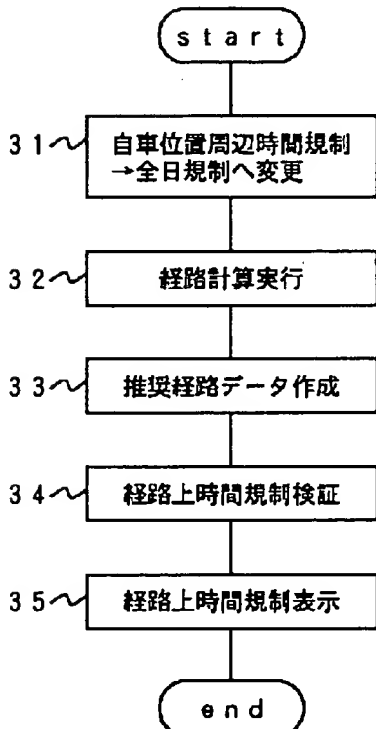 start
31 自車位置周辺時間規制
→全日規制へ変更
32 経路計算実行
33 推奨経路データ作成
34 経路上時間規制検証
35 経路上時間規制表示
end